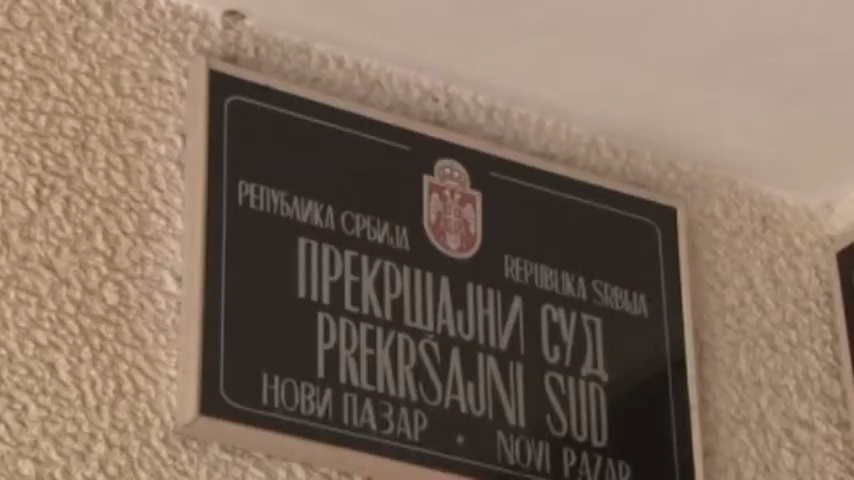 РЕПУБЛИКА СРБИЈА
REPUBLIKA SRBIJA
ПРЕКРШАЈНИ СУД
PREKRŠAJNI SUD
НОВИ ПАЗАР • NOVI PAZAR